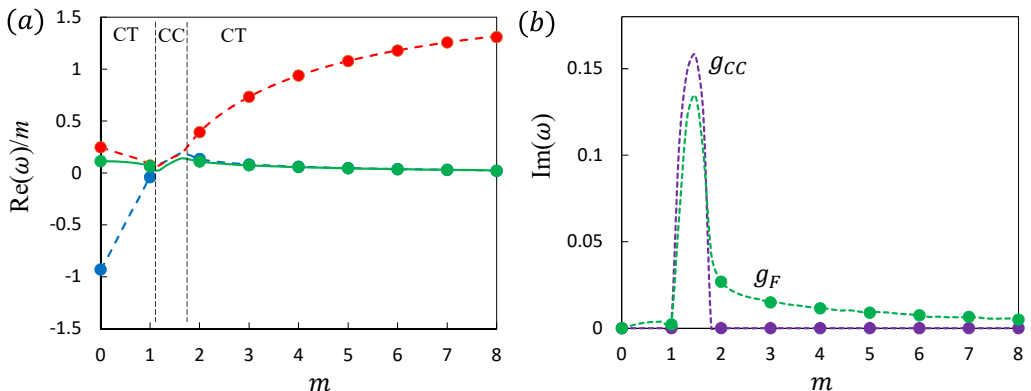 (a)
1.5
1
0.5
0
-0.5
-1
-1.5
Re(ω)/m
CT
CC
CT
0 1 2 3 4 5 6 7 8
m
(b)
0.15
0.1
0.05
0
Im(ω)
g_CC
g_F
0 1 2 3 4 5 6 7 8
m